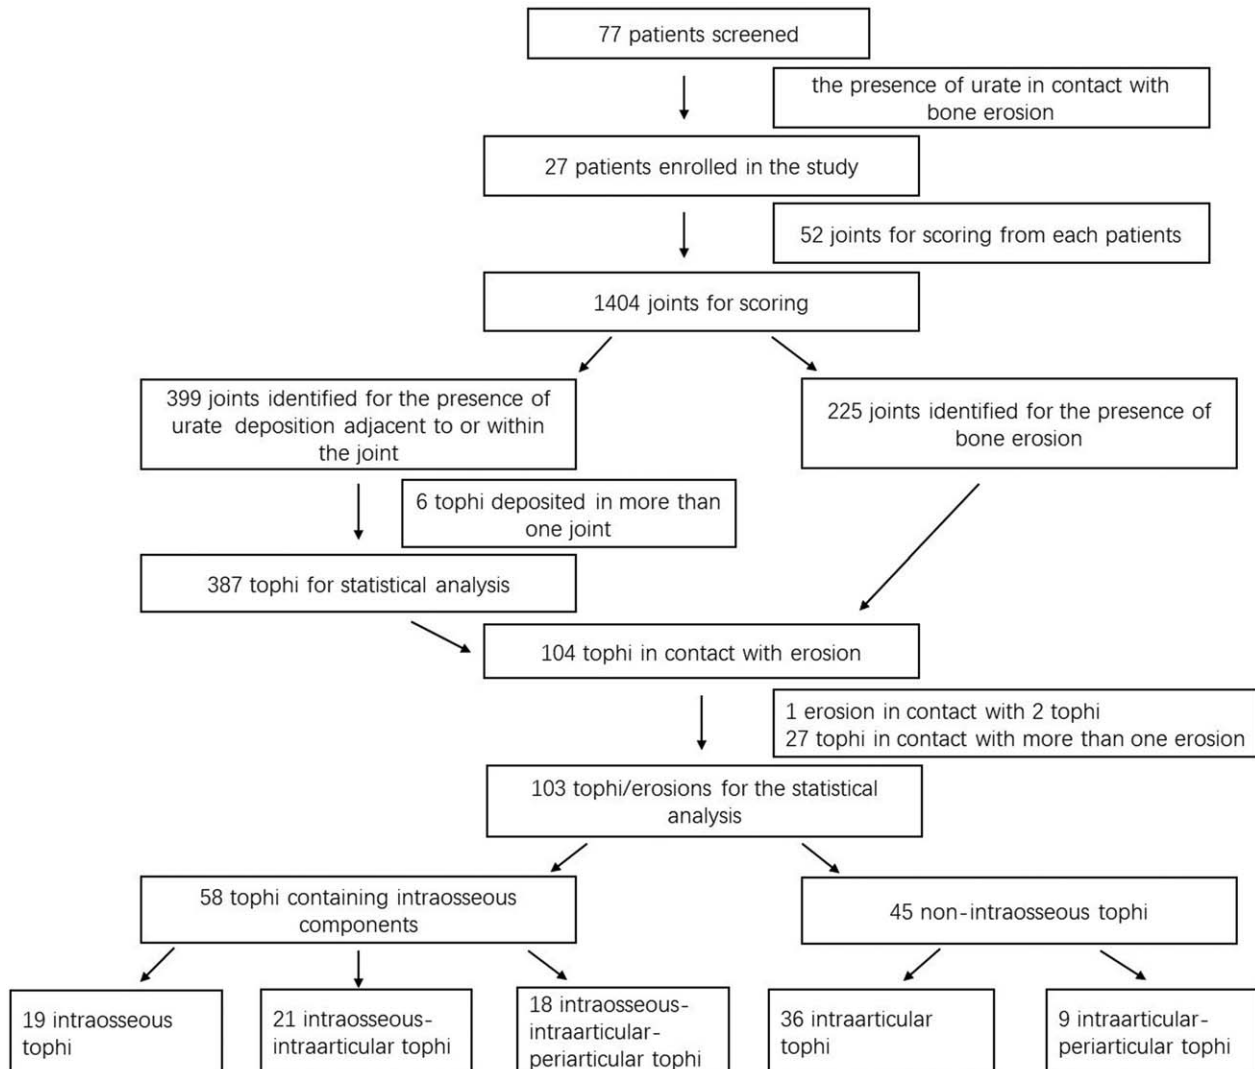 77 patients screened
the presence of urate in contact with
bone erosion
27 patients enrolled in the study
52 joints for scoring from each patients
1404 joints for scoring
399 joints identified for the presence of
urate deposition adjacent to or within
the joint
225 joints identified for the presence of
bone erosion
6 tophi deposited in more than
one joint
387 tophi for statistical analysis
104 tophi in contact with erosion
1 erosion in contact with 2 tophi
27 tophi in contact with more than one erosion
103 tophi/erosions for the statistical
analysis
58 tophi containing intraosseous
components
45 non-intraosseous tophi
19 intraosseous
tophi
21 intraosseous-
intraarticular tophi
18 intraosseous-
intraarticular-
periarticular tophi
36 intraarticular
tophi
9 intraarticular-
periarticular tophi